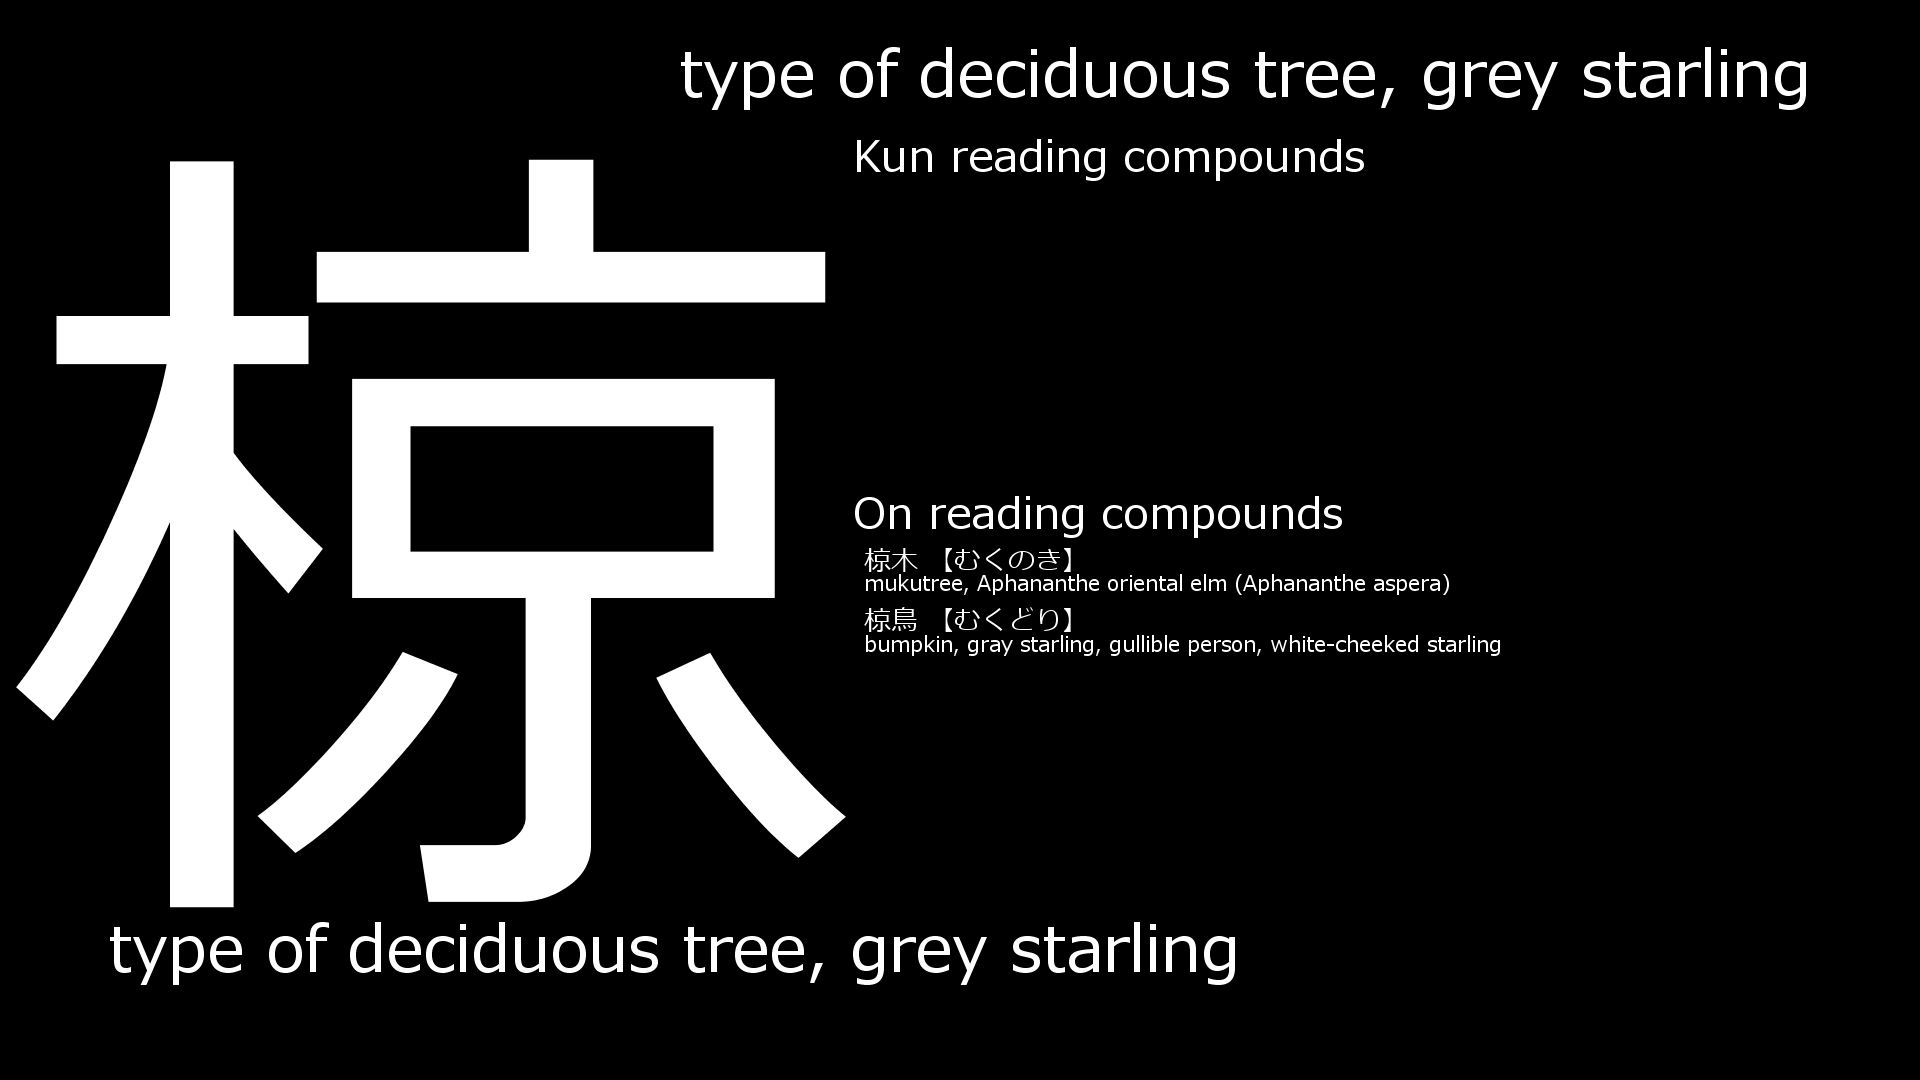 type of deciduous tree, grey starling
椋
Kun reading compounds
On reading compounds
椋木 【むくのき】
mukutree, Aphananthe oriental elm (Aphananthe aspera)
椋鳥 【むくどり】
bumpkin, gray starling, gullible person, white-cheeked starling
type of deciduous tree, grey starling